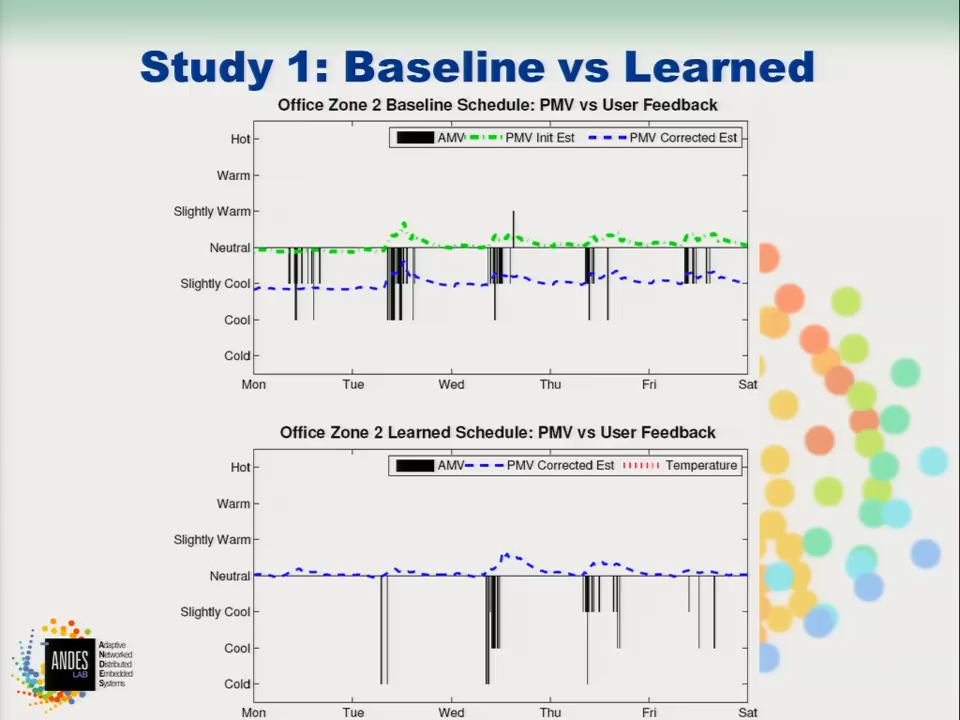 Study 1: Baseline vs Learned
Office Zone 2 Baseline Schedule: PMV vs User Feedback
AMV PMV Init Est PMV Corrected Est
Hot
Warm
Slightly Warm
Neutral
Slightly Cool
Cool
Cold
Mon Tue Wed Thu Fri Sat
Office Zone 2 Learned Schedule: PMV vs User Feedback
AMV PMV Corrected Est Temperature
Hot
Warm
Slightly Warm
Neutral
Slightly Cool
Cool
Cold
Mon Tue Wed Thu Fri Sat
ANDES
LAB
Adaptive
Networked
Distributed
Embedded
Systems